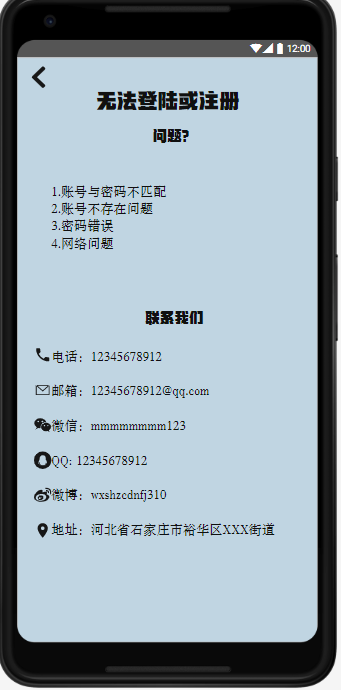 12:00
无法登陆或注册
问题?
1.账号与密码不匹配
2.账号不存在问题
3.密码错误
4.网络问题
联系我们
电话：12345678912
邮箱：12345678912@qq.com
微信：mmmmmmmm123
QQ: 12345678912
微博：wxshzcdnfj310
地址：河北省石家庄市裕华区XXX街道